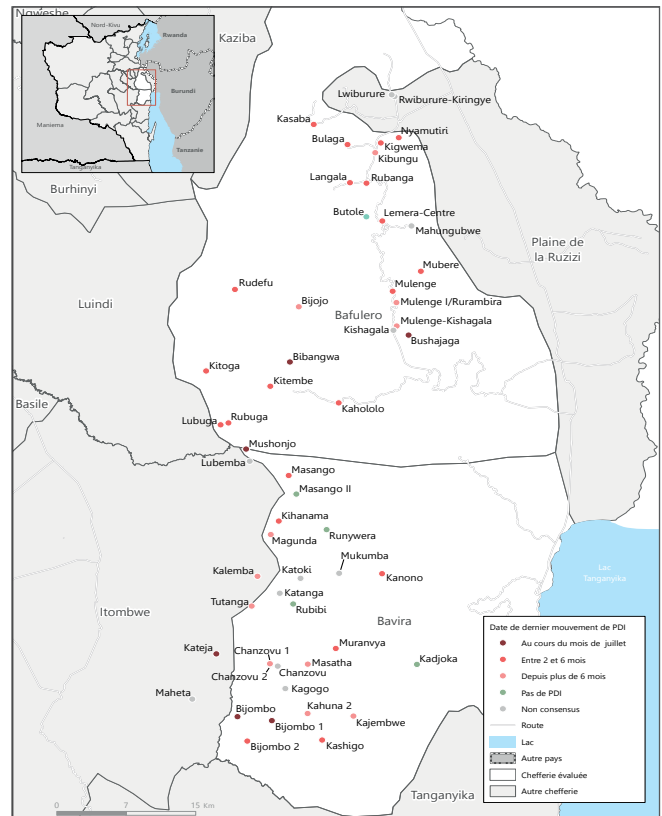 Ngweshe
Nord-Kivu
Rwanda
Burundi
Maniema
Tanzanie
Tanganyika
Kaziba
Burhinyi
Lwiburure
Rwiburure-Kiringye
Kasaba
Nyamutiri
Bulaga
Kigwema
Kibungu
Langala
Rubanga
Butole
Lemera-Centre
Mahungubwe
Plaine de
la Ruzizi
Mubere
Rudefu
Mulenge
Luindi
Bijojo
Mulenge I/Rurambira
Bafulero
Mulenge-Kishagala
Kishagala
Bushajaga
Bibangwa
Kitoga
Kitembe
Basile
Kahololo
Lubuga
Rubuga
Mushonjo
Lubemba
Masango
Masango II
Kihanama
Runywera
Magunda
Mukumba
Kalemba
Katoki
Kanono
Lac
Tanganyika
Katanga
Tutanga
Rubibi
Itombwe
Bavira
Kateja
Chanzovu 1
Muranvya
Masatha
Kadjoka
Chanzovu 2
Chanzovu
Maheta
Kagogo
Bijombo
Kahuna 2
Bijombo 1
Kajembwe
Bijombo 2
Kashigo
Tanganyika
Date de dernier mouvement de PDI
Au cours du mois de juillet
Entre 2 et 6 mois
Depuis plus de 6 mois
Pas de PDI
Non consensus
Route
Lac
Autre pays
Chefferie évaluée
Autre chefferie
0 7 15 Km